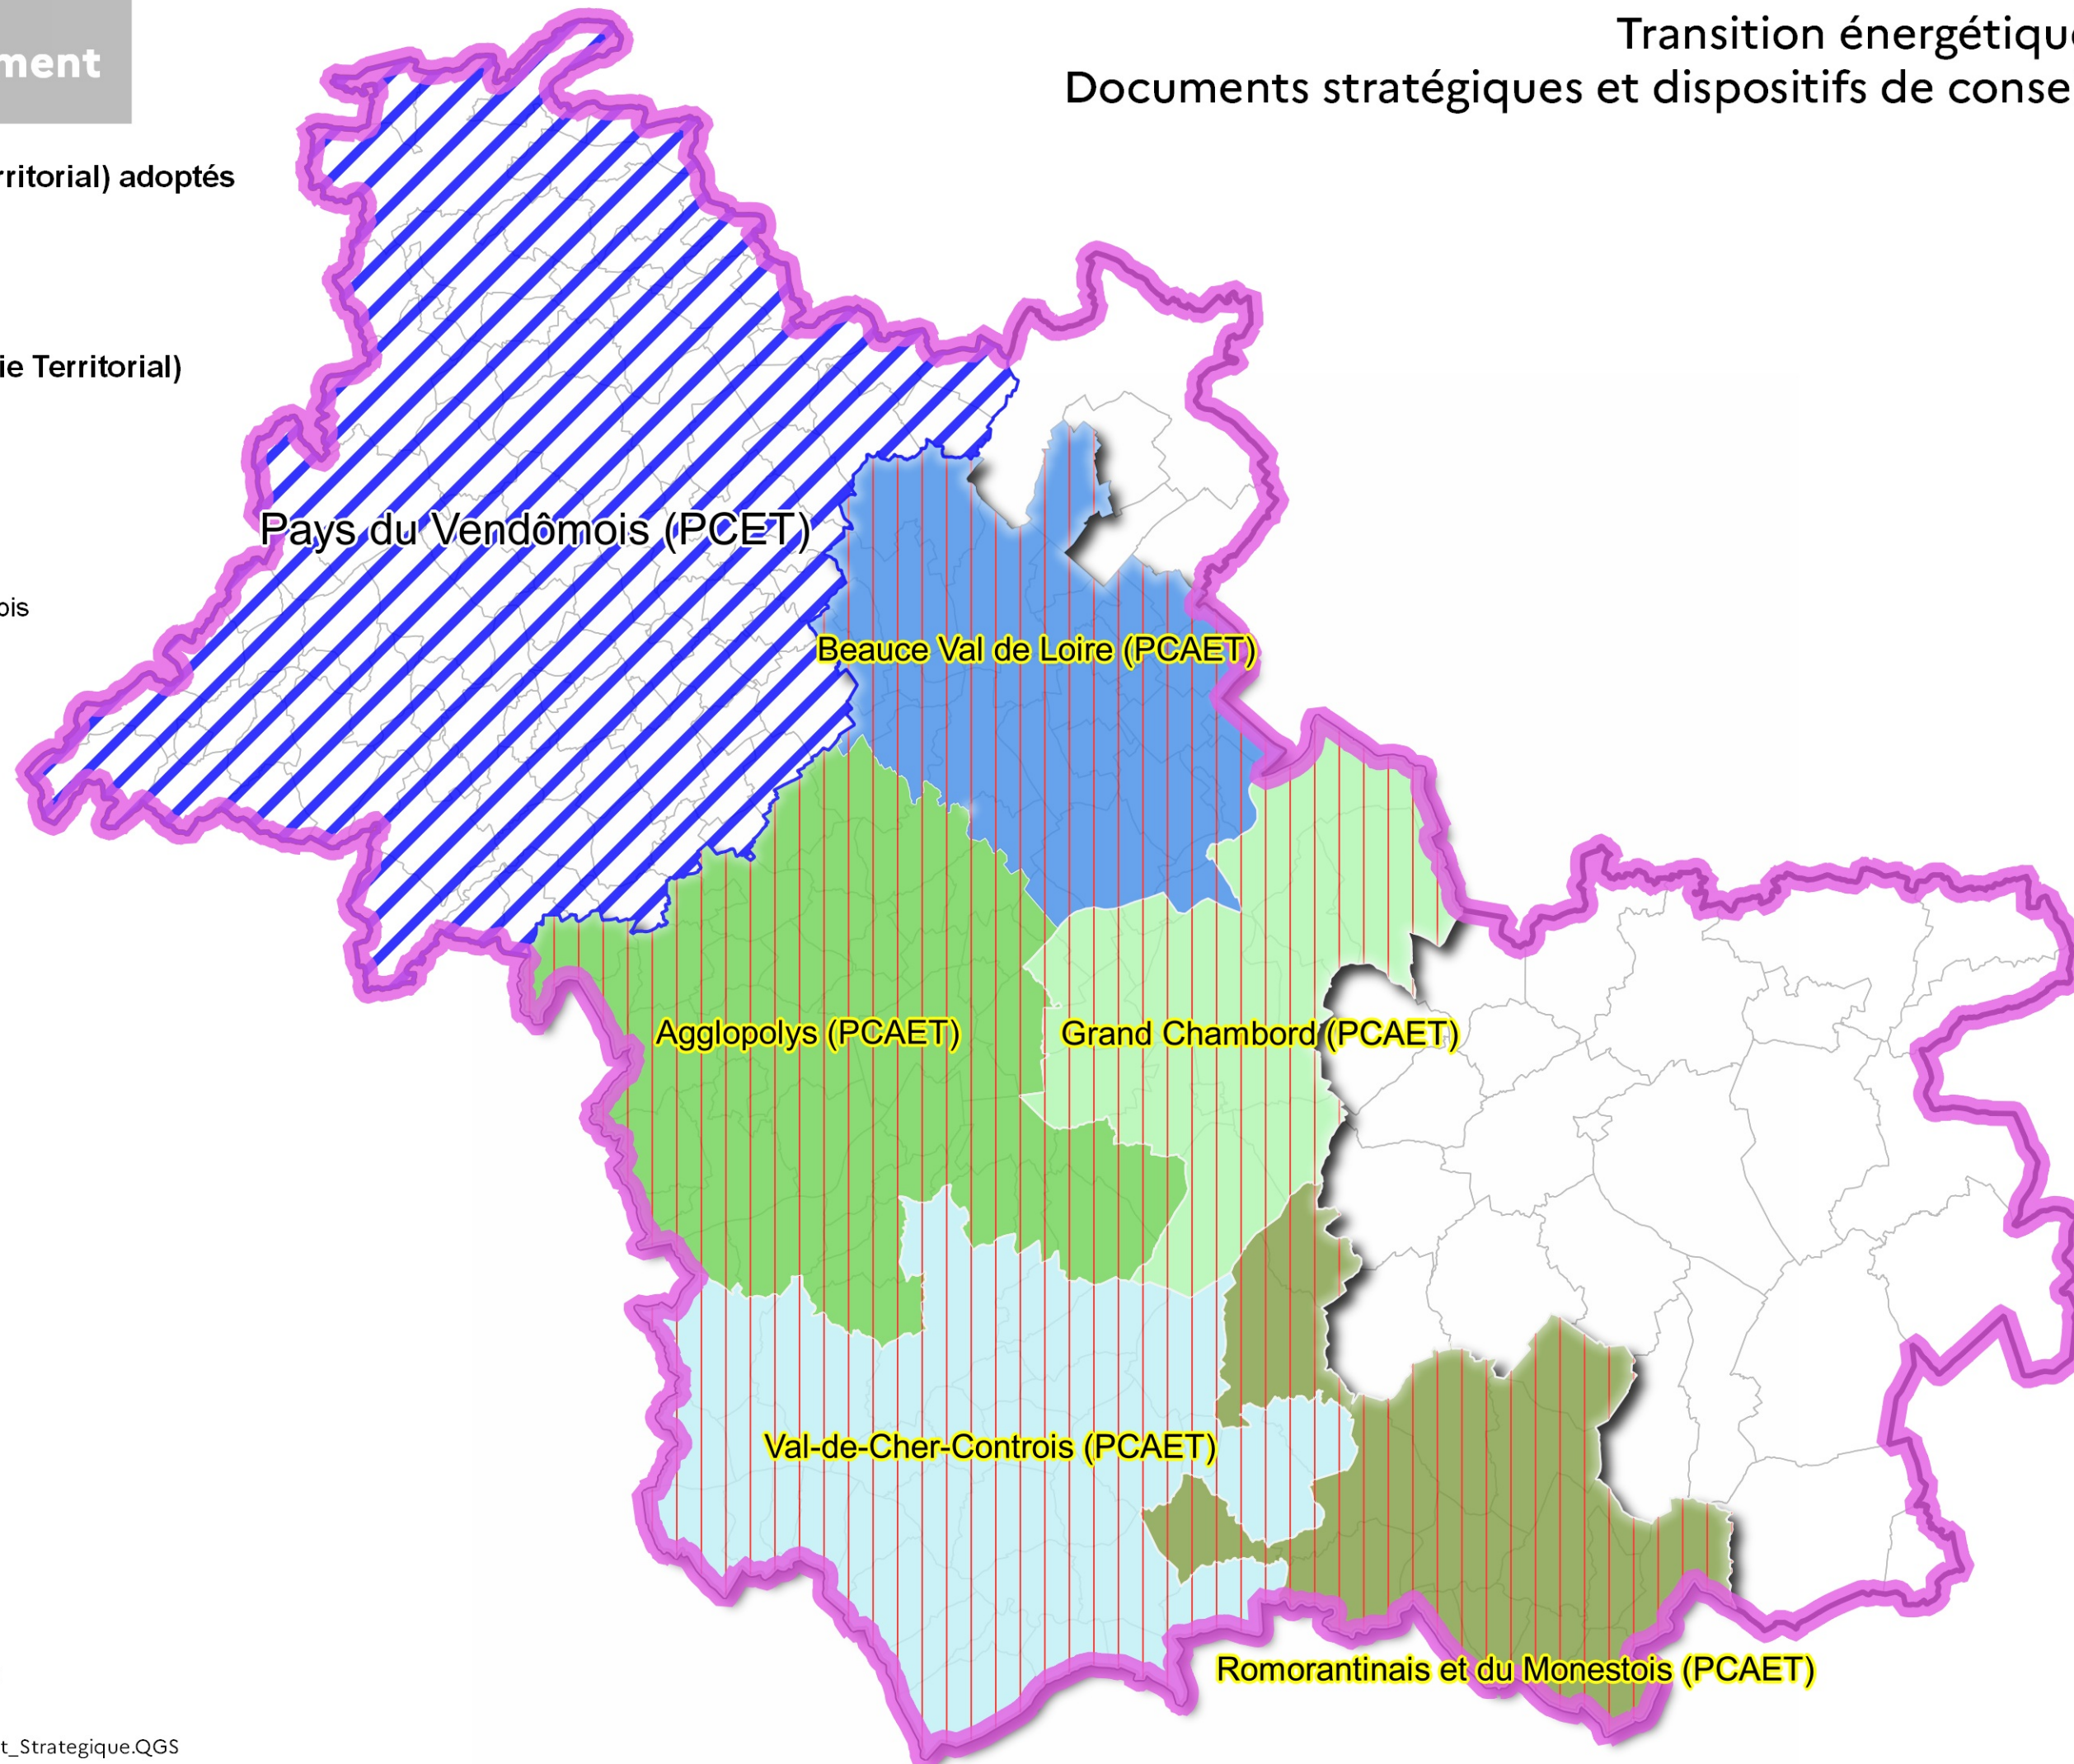 Transition énergétique
Documents stratégiques et dispositifs de conse
ment
rritorial) adoptés
ie Territorial)
Pays du Vendômois (PCET)
ois
Beauce Val de Loire (PCAET)
Agglopolys (PCAET)
Grand Chambord (PCAET)
Val-de-Cher-Controis (PCAET)
Romorantinais et du Monestois (PCAET)
t_Strategique.QGS